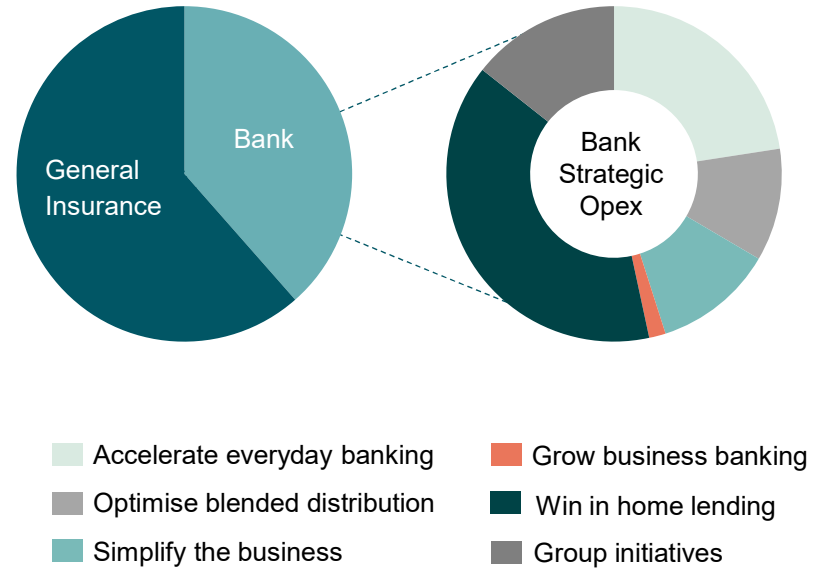 General
Insurance
Bank
Bank
Strategic
Opex
Accelerate everyday banking
Optimise blended distribution
Simplify the business
Grow business banking
Win in home lending
Group initiatives